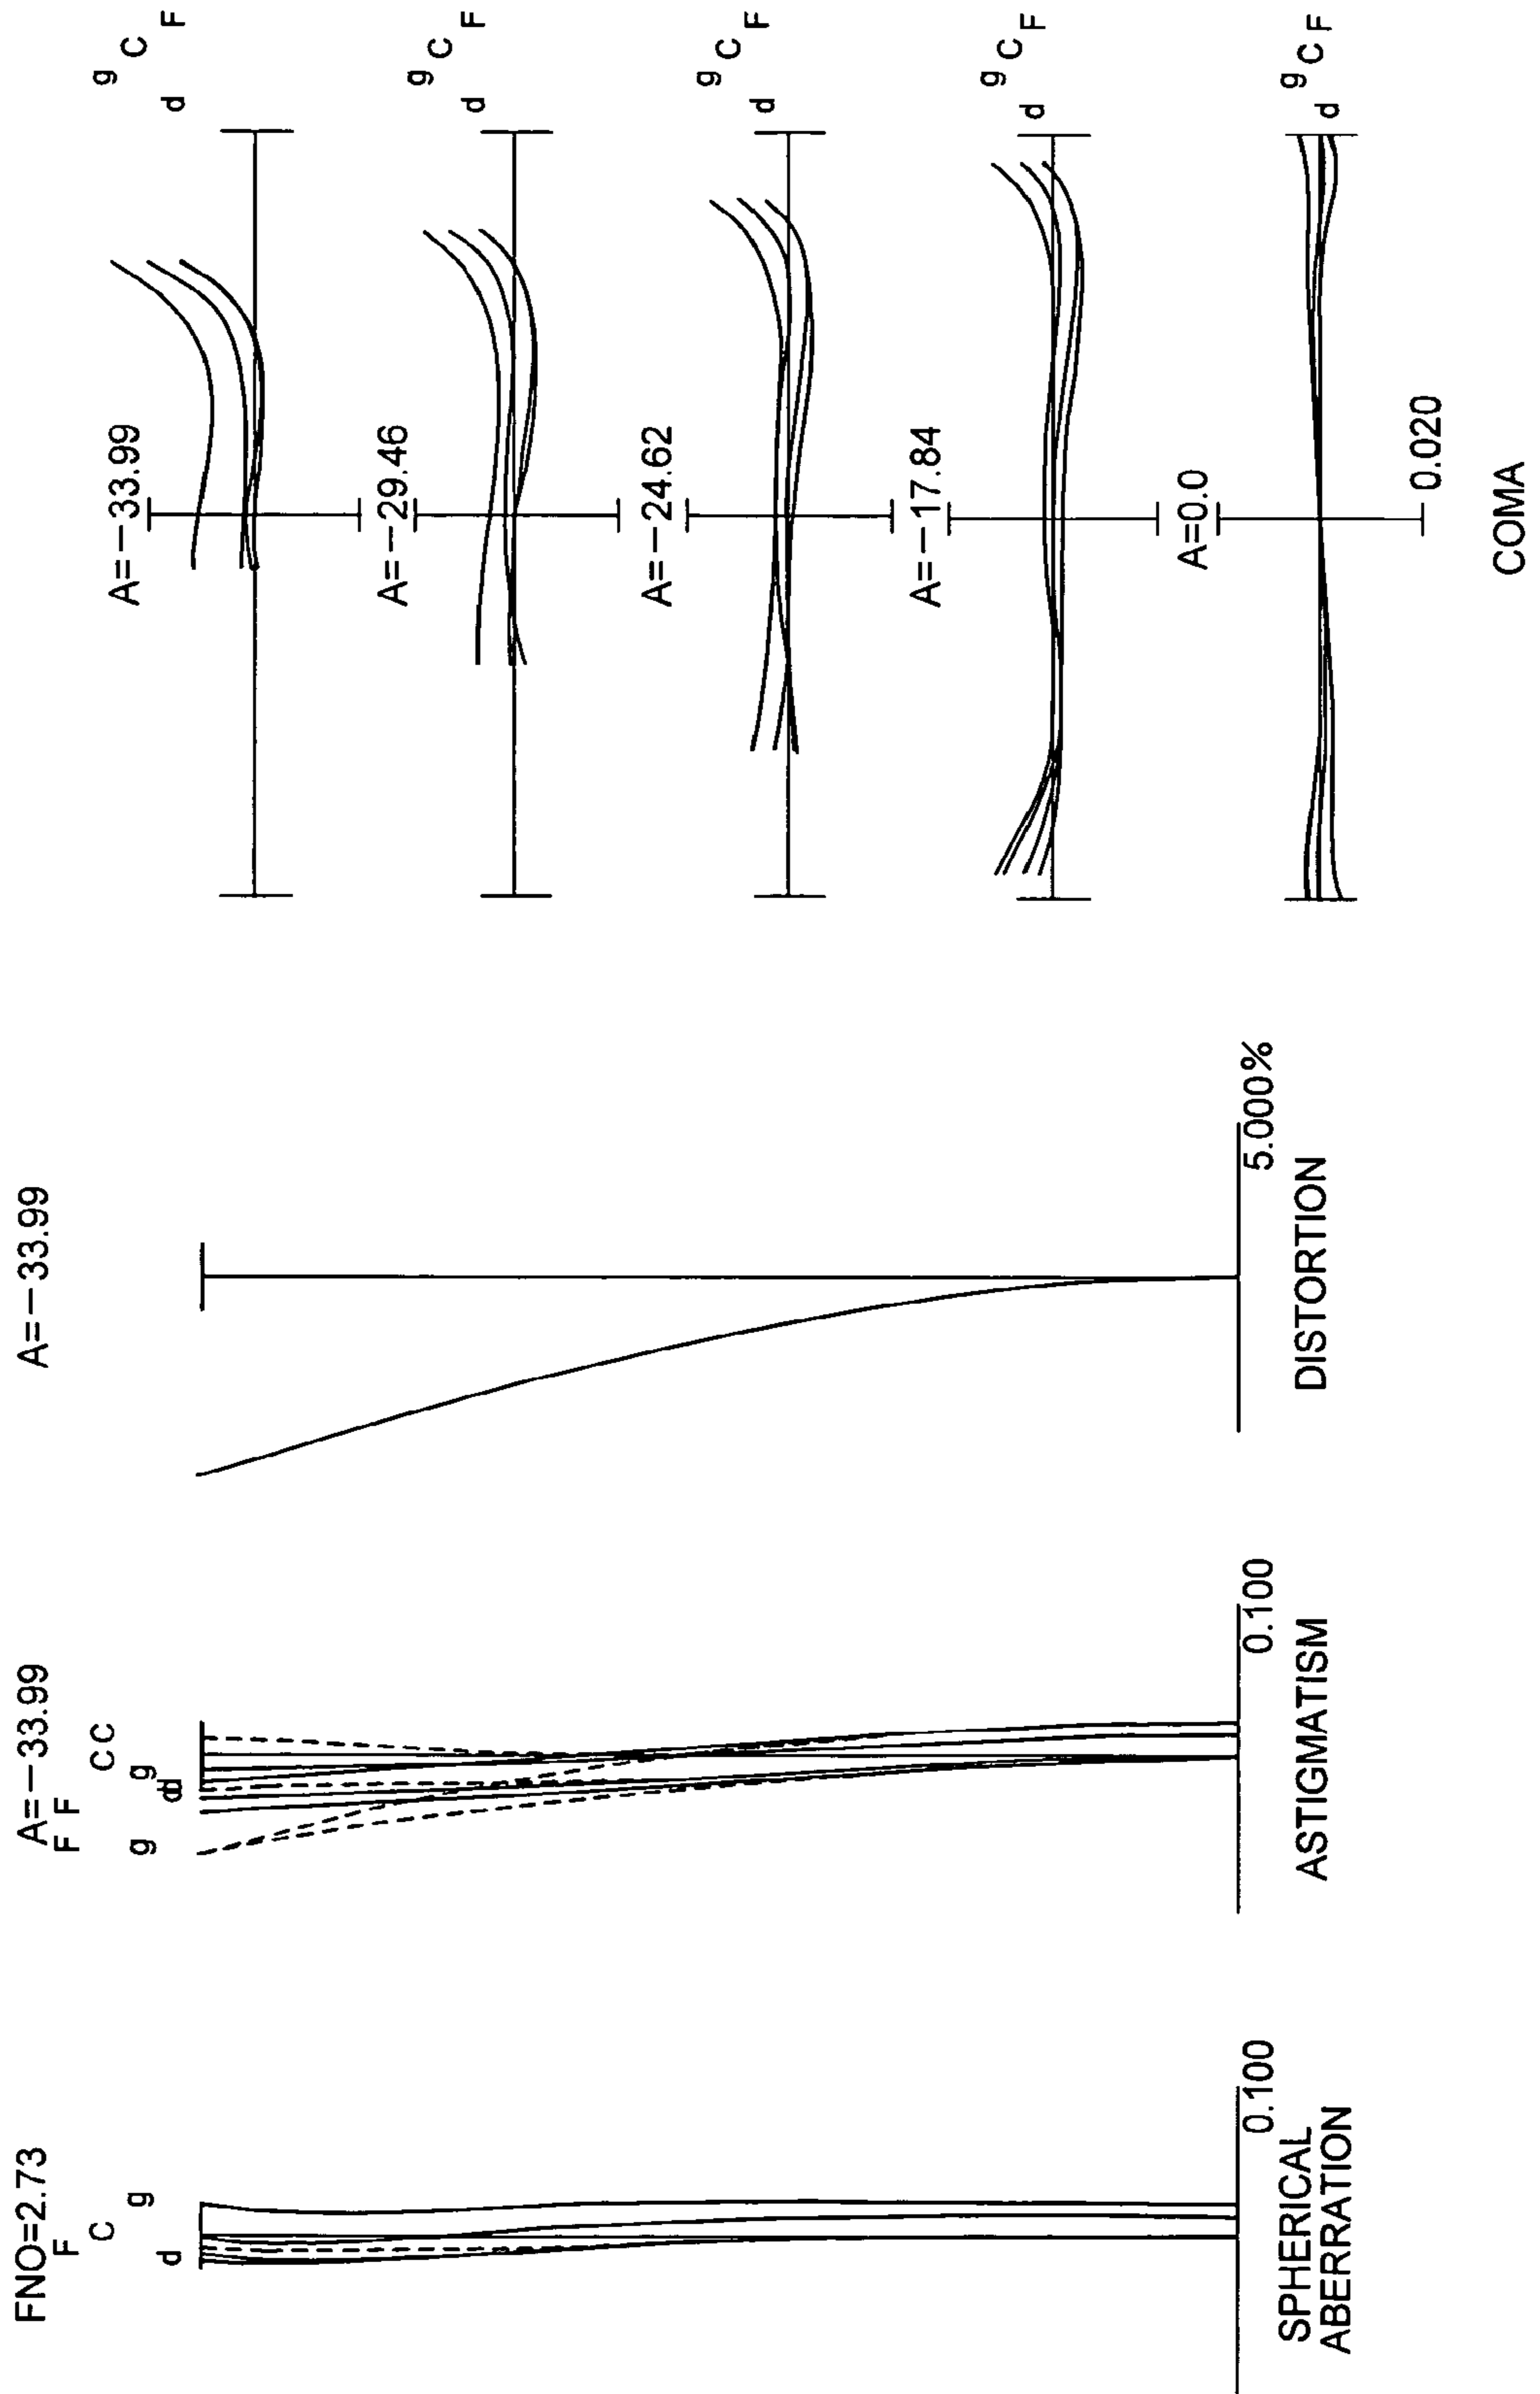 FNO=2.73
F
C
d
g
0.100
SPHERICAL
ABERRATION
A=−33.99
F F
C C
d d
g
g
0.100
ASTIGMATISM
A=−33.99
5.000%
DISTORTION
A=−33.99
g
C
F
d
A=−29.46
g
C
F
d
A=−24.62
g
C
F
d
A=−17.84
g
C
F
d
A=0.0
g
C
F
d
0.020
COMA